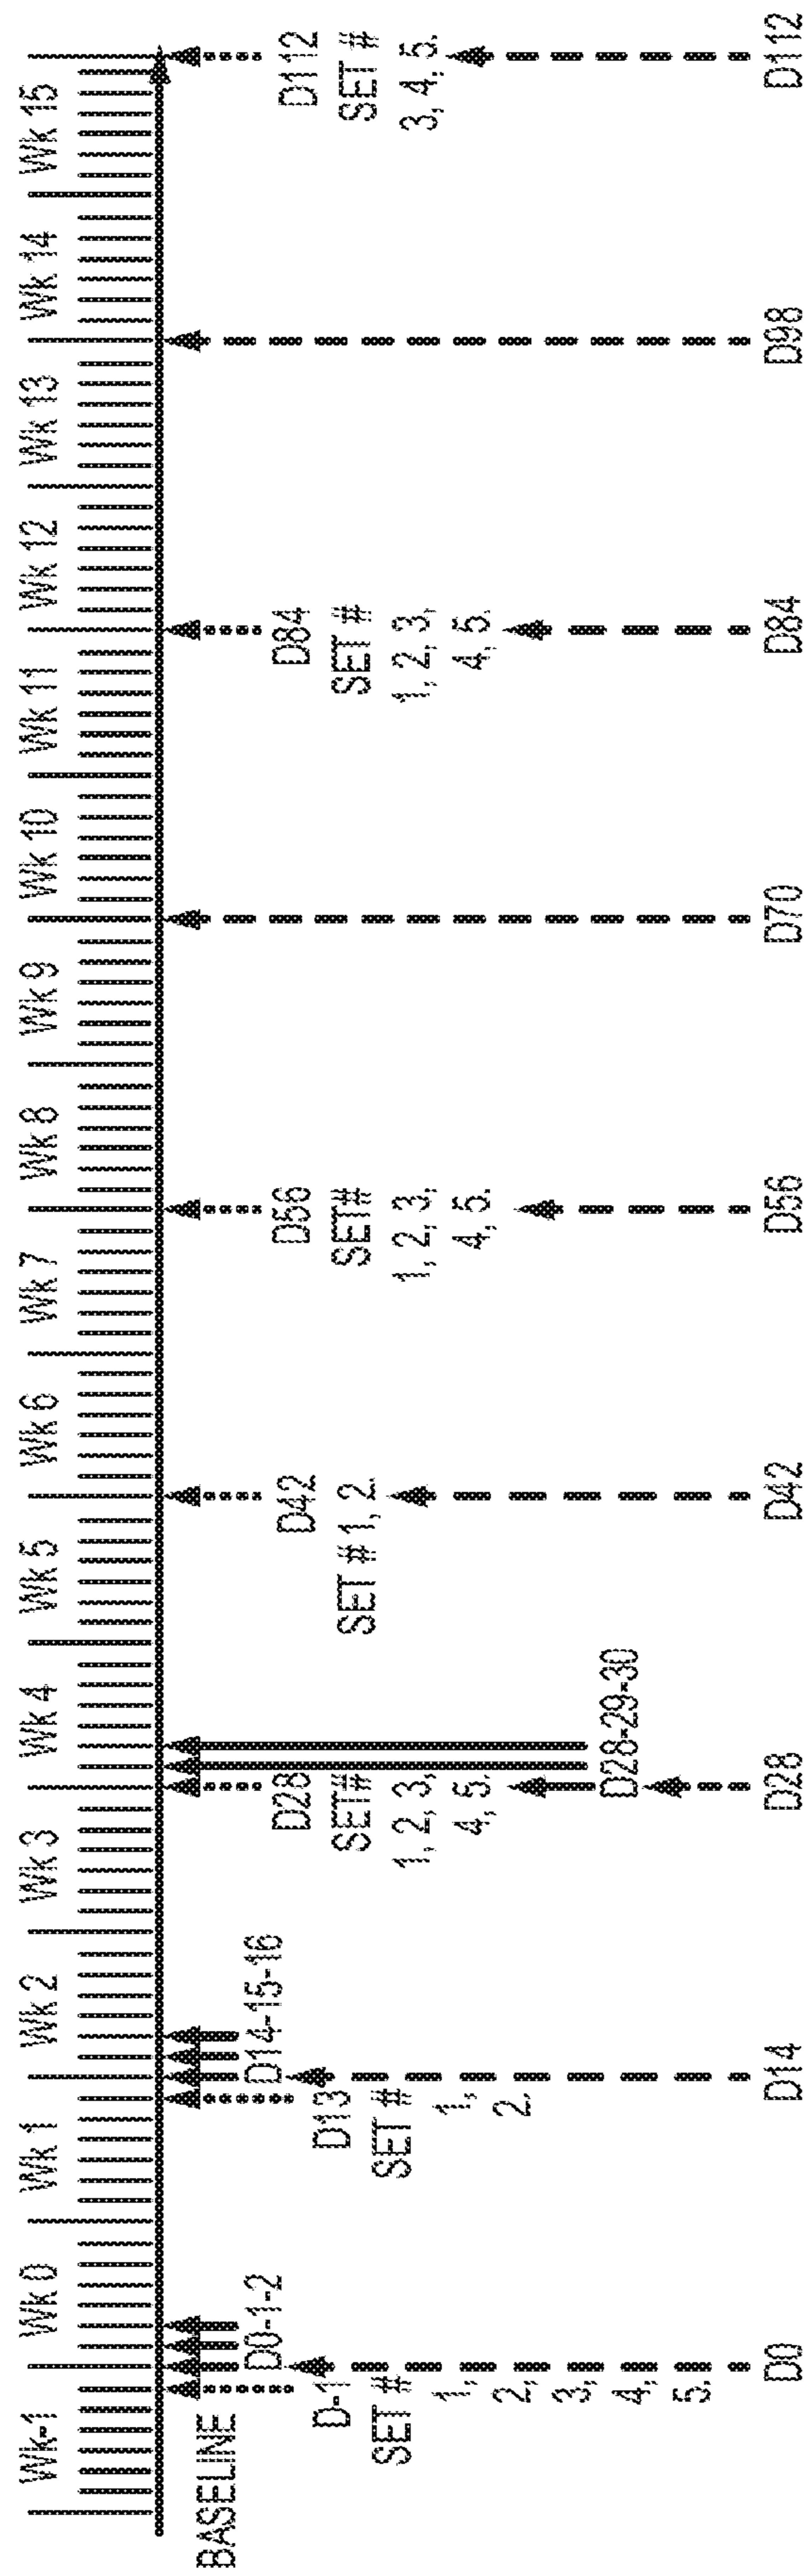 Wk-1 Wk 0 Wk 1 Wk 2 Wk 3 Wk 4 Wk 5 Wk 6 Wk 7 Wk 8 Wk 9 Wk 10 Wk 11 Wk 12 Wk 13 Wk 14 Wk 15
BASELINE
D0-1-2
D-1
SET #
1,
2,
3,
4,
5.
D0
D14-15-16
D13
SET #
1,
2.
D14
D28
SET#
1, 2, 3,
4, 5.
D28-29-30
D28
D42
SET # 1, 2.
D42
D56
SET#
1, 2, 3,
4, 5.
D56
D70
D84
SET #
1, 2, 3,
4, 5.
D84
D98
D112
SET #
3, 4, 5.
D112